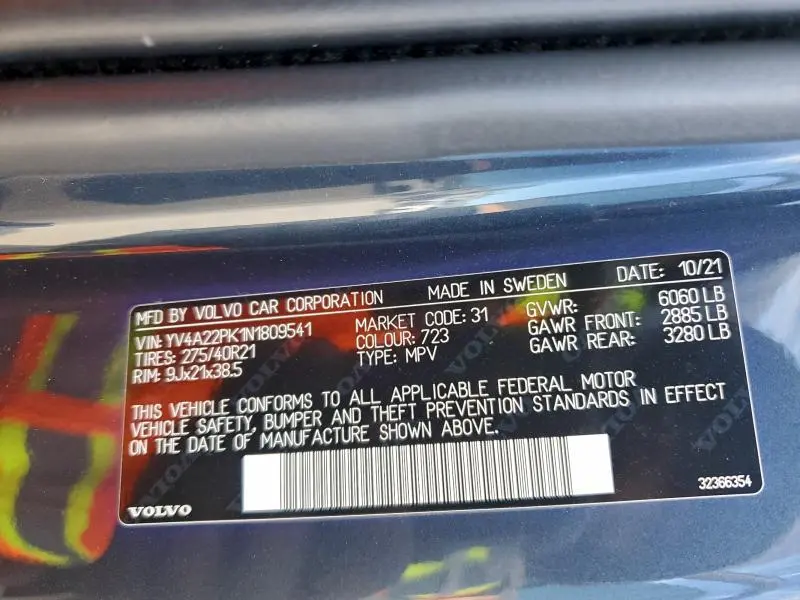 MFD BY VOLVO CAR CORPORATION MADE IN SWEDEN DATE: 10/21
VIN: YV4A22PK1N1809541 MARKET CODE: 31 GVWR: 6060 LB
TIRES: 275/40R21 COLOUR: 723 GAWR FRONT: 2885 LB
RIM: 9Jx21x38.5 TYPE: MPV GAWR REAR: 3280 LB
THIS VEHICLE CONFORMS TO ALL APPLICABLE FEDERAL MOTOR
VEHICLE SAFETY, BUMPER AND THEFT PREVENTION STANDARDS IN EFFECT
ON THE DATE OF MANUFACTURE SHOWN ABOVE.
VOLVO 32366354